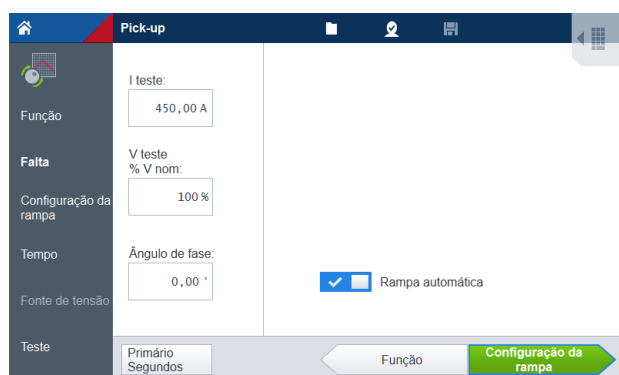 Pick-up
Função
Falta
Configuração da
rampa
Tempo
Fonte de tensão
Teste
I teste:
450,00 A
V teste
% V nom:
100 %
Ângulo de fase:
0,00 °
Rampa automática
Primário
Segundos
Função
Configuração da
rampa